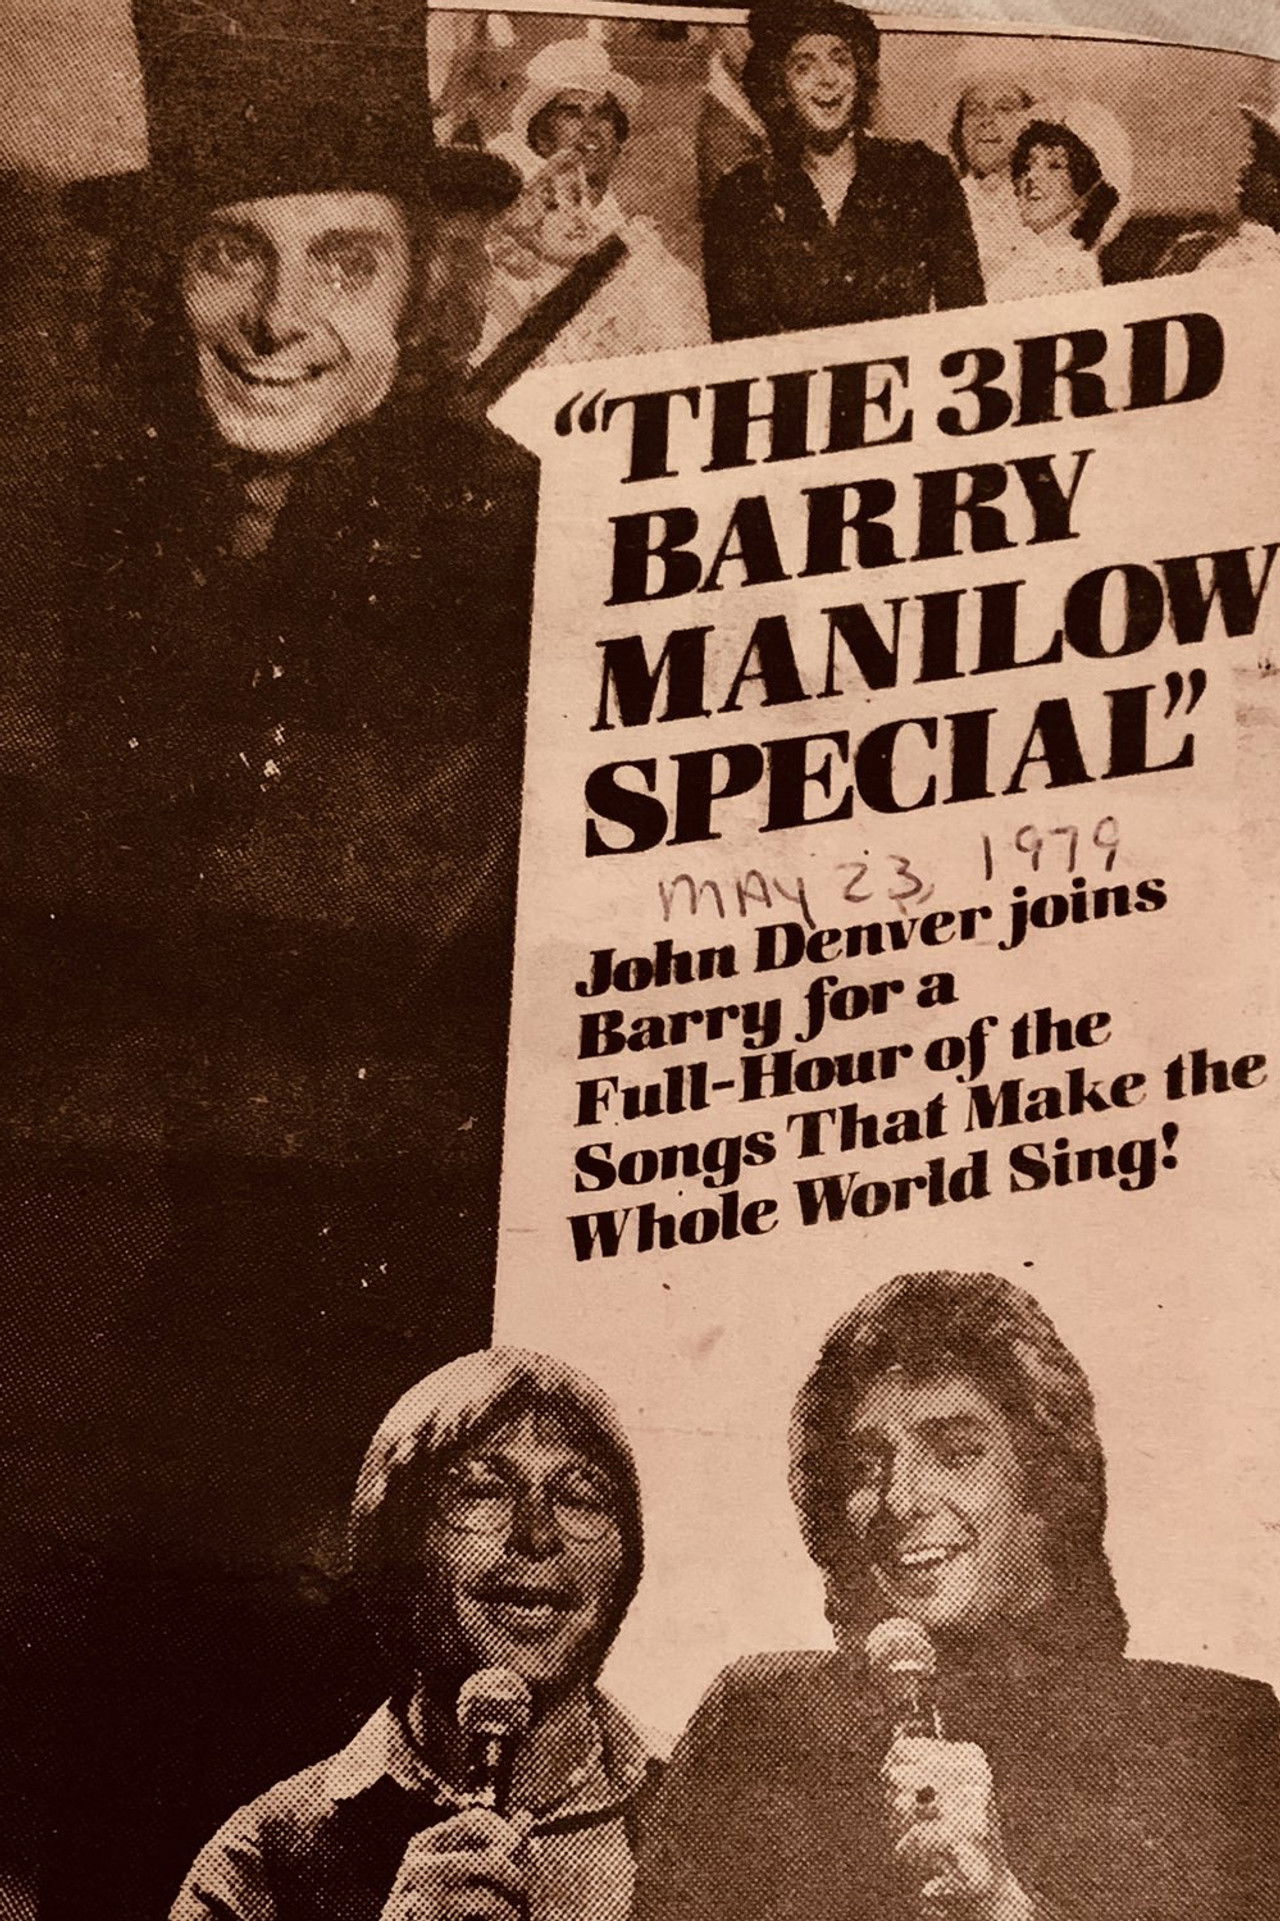 “THE 3RD
BARRY
MANILOW
SPECIAL”
MAY 23, 1979
John Denver joins
Barry for a
Full-Hour of the
Songs That Make the
Whole World Sing!